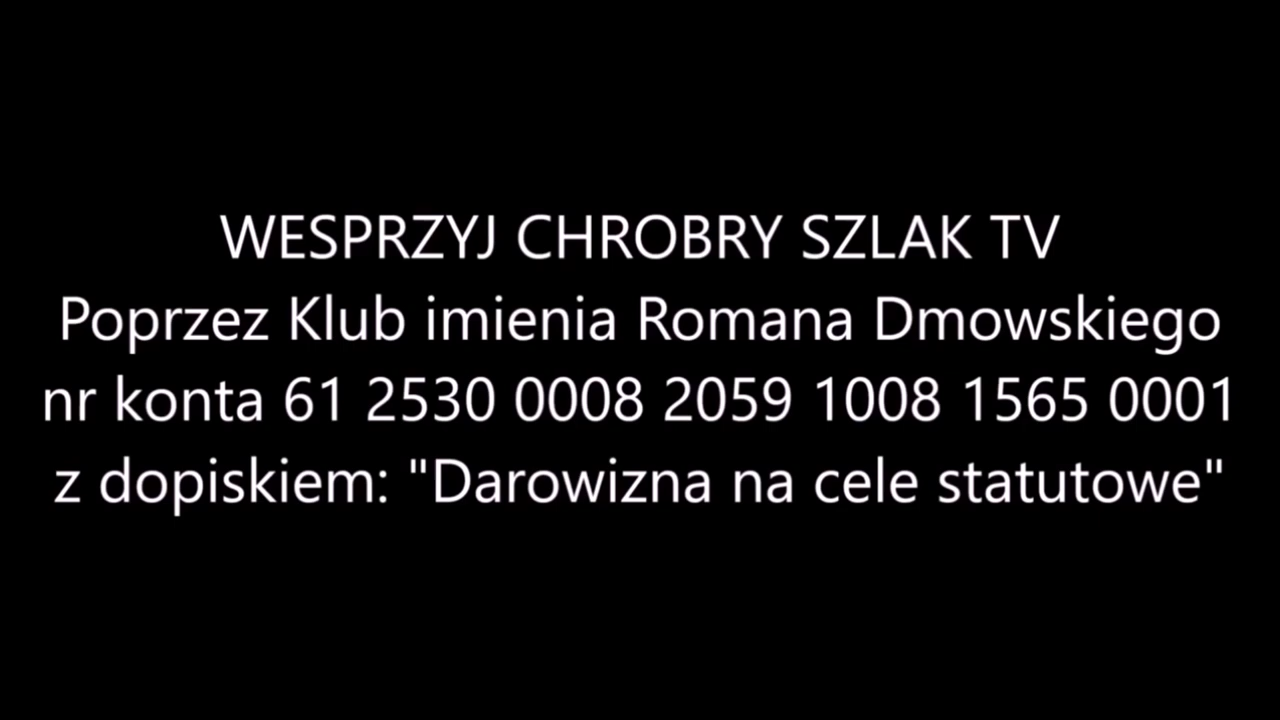 WESPRZYJ CHROBRY SZLAK TV
Poprzez Klub imienia Romana Dmowskiego
nr konta 61 2530 0008 2059 1008 1565 0001
z dopiskiem: "Darowizna na cele statutowe"